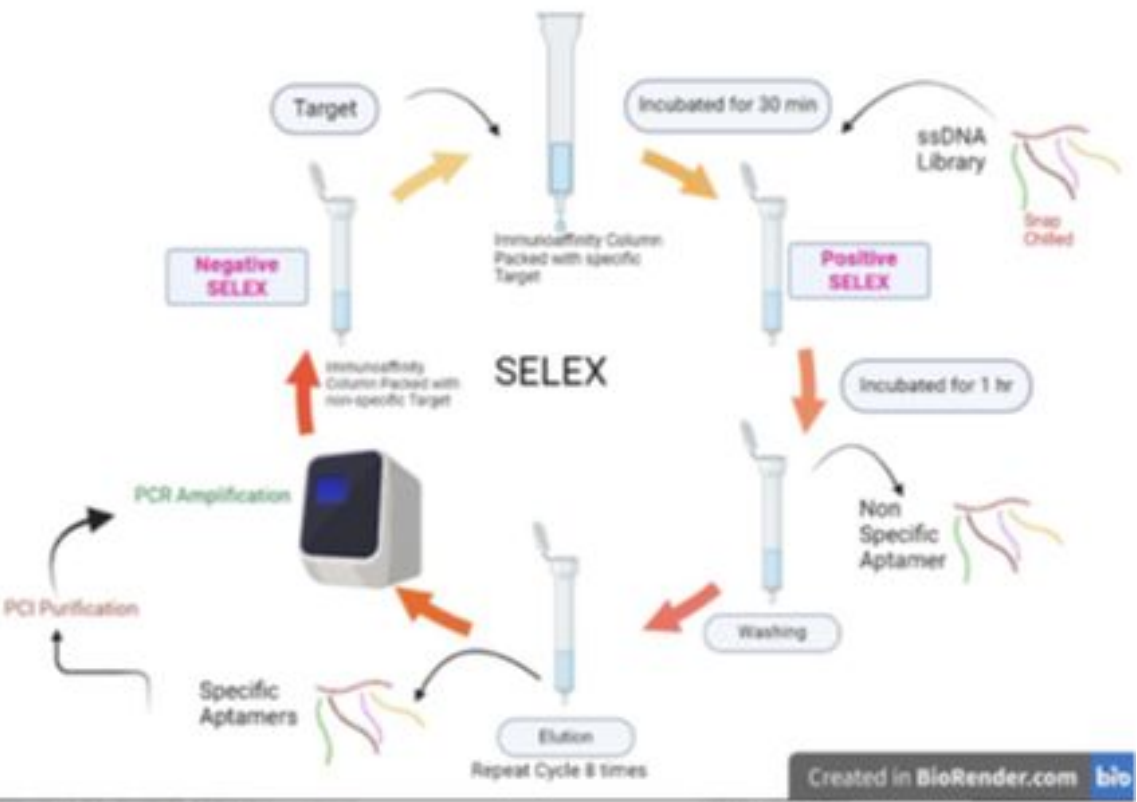 Target
Incubated for 30 min
ssDNA
Library
Snap
Chilled
Immunoaffinity Column
Packed with specific
Target
Negative
SELEX
Positive
SELEX
SELEX
Immunoaffinity
Column Packed with
non-specific Target
Incubated for 1 hr
PCR Amplification
Non
Specific
Aptamer
PCI Purification
Washing
Specific
Aptamers
Elution
Repeat Cycle 8 times
Created in BioRender.com bio